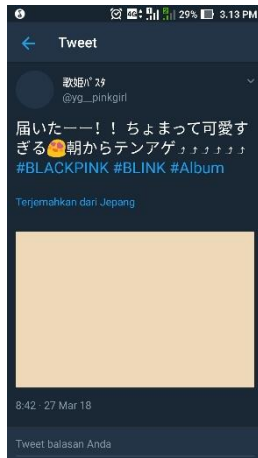 29% 3.13 PM
Tweet
歌姫ﾊﾟｽﾀ
@yg__pinkgirl
届いたーー！！ちょまって可愛す
ぎる😍朝からテンアゲ⤴⤴⤴⤴⤴⤴
#BLACKPINK #BLINK #Album
Terjemahkan dari Jepang
8:42 · 27 Mar 18
Tweet balasan Anda